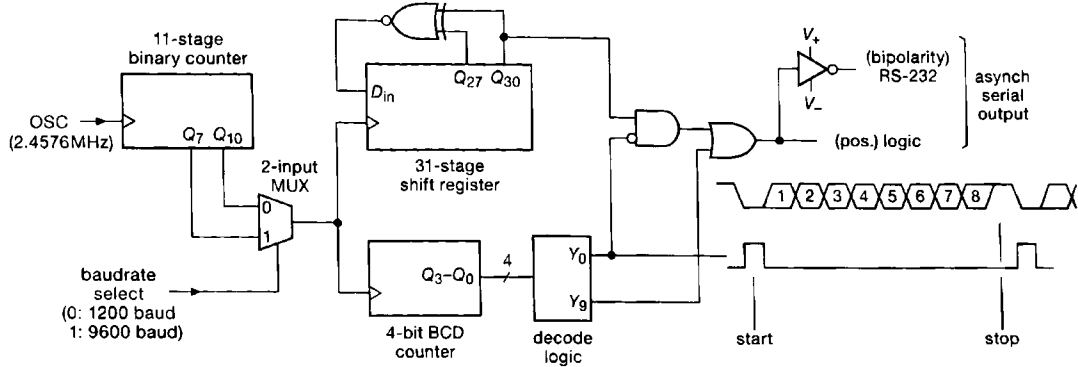 11-stage
binary counter
OSC
(2.4576MHz)
Q7 Q10
2-input
MUX
0
1
baudrate
select
(0: 1200 baud
1: 9600 baud)
Q27 Q30
Din
31-stage
shift register
Q3–Q0
4
4-bit BCD
counter
Y0
Y9
decode
logic
V+
V−
(bipolarity)
RS-232
asynch
serial
output
(pos.) logic
1 2 3 4 5 6 7 8
start
stop